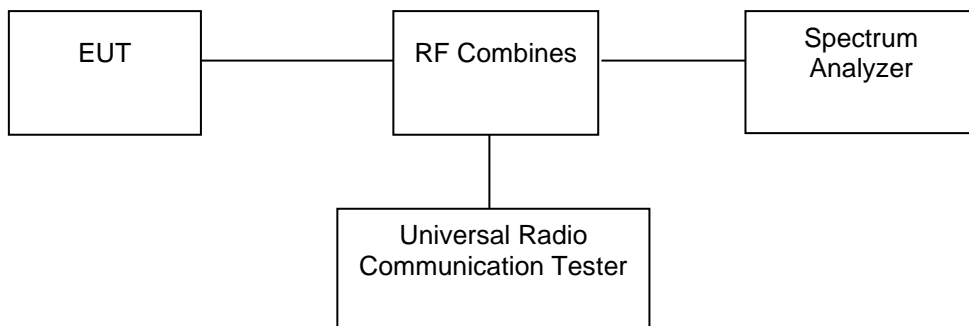 EUT
RF Combines
Spectrum
Analyzer
Universal Radio
Communication Tester